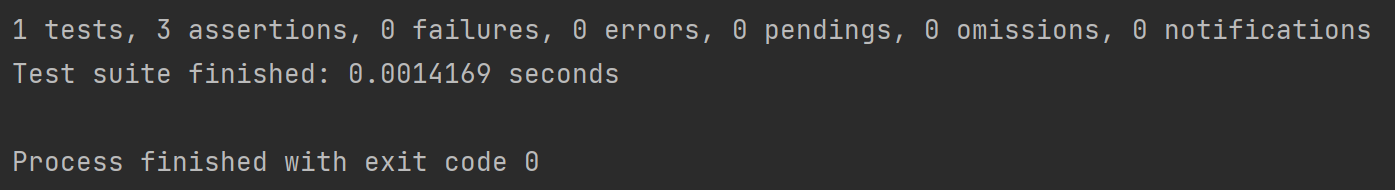 1 tests, 3 assertions, 0 failures, 0 errors, 0 pendings, 0 omissions, 0 notifications
Test suite finished: 0.0014169 seconds
Process finished with exit code 0